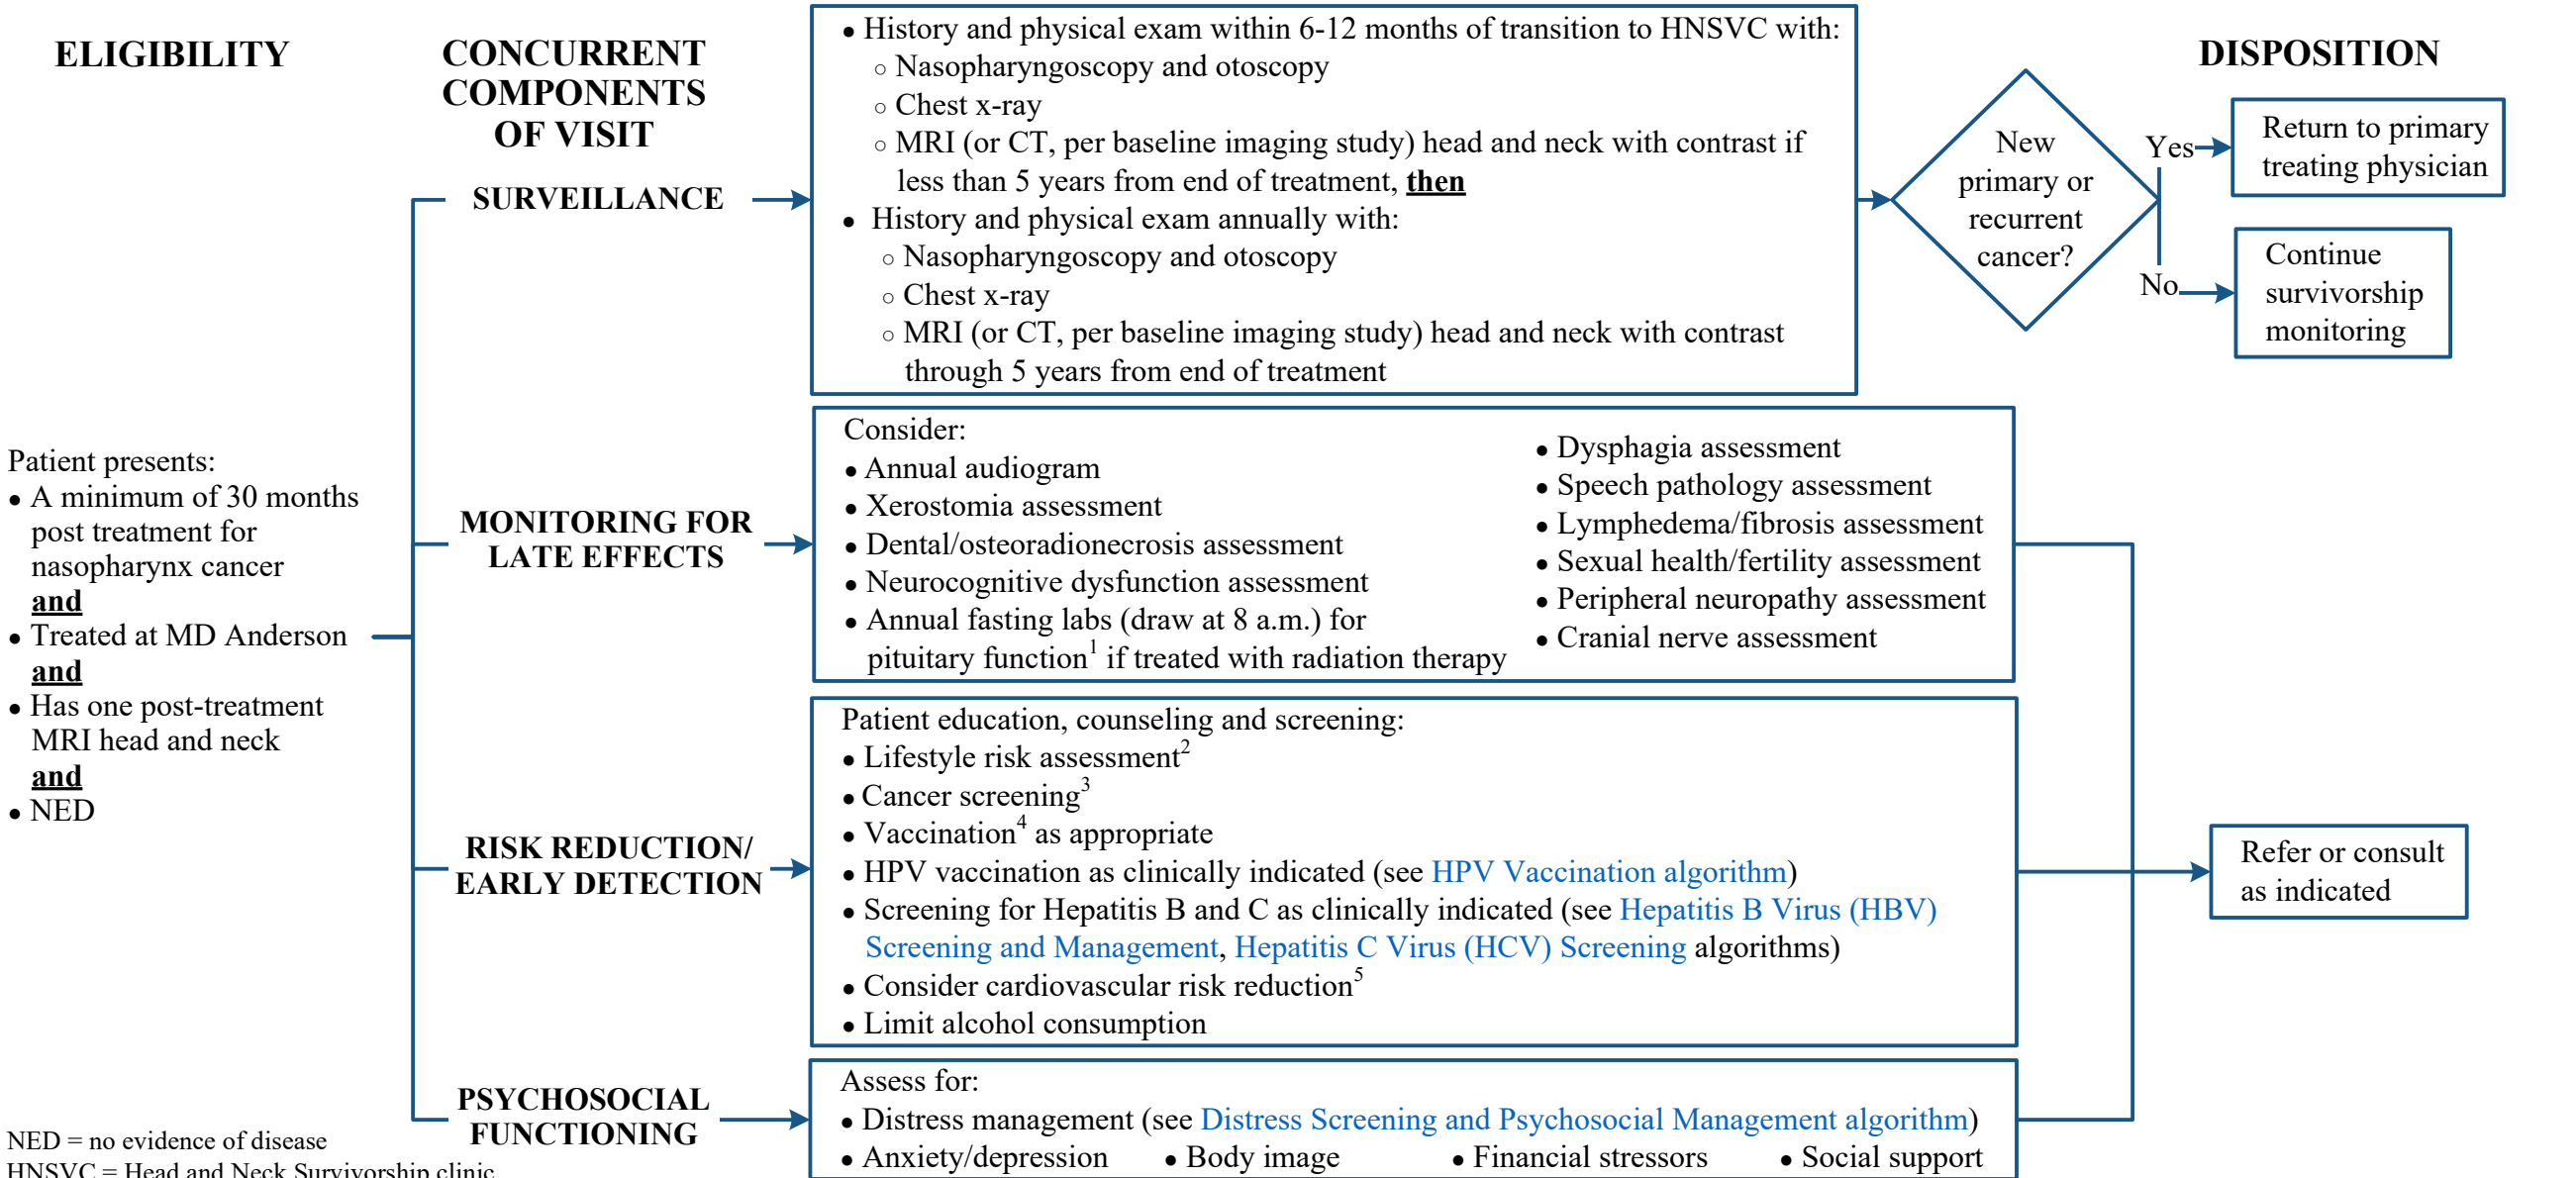 ELIGIBILITY
CONCURRENT
COMPONENTS
OF VISIT
DISPOSITION
Patient presents:
● A minimum of 30 months
post treatment for
nasopharynx cancer
and
● Treated at MD Anderson
and
● Has one post-treatment
MRI head and neck
and
● NED
SURVEILLANCE
● History and physical exam within 6-12 months of transition to HNSVC with:
○ Nasopharyngoscopy and otoscopy
○ Chest x-ray
○ MRI (or CT, per baseline imaging study) head and neck with contrast if
less than 5 years from end of treatment, then
● History and physical exam annually with:
○ Nasopharyngoscopy and otoscopy
○ Chest x-ray
○ MRI (or CT, per baseline imaging study) head and neck with contrast
through 5 years from end of treatment
New
primary or
recurrent
cancer?
Yes
Return to primary
treating physician
No
Continue
survivorship
monitoring
MONITORING FOR
LATE EFFECTS
Consider:
● Annual audiogram
● Xerostomia assessment
● Dental/osteoradionecrosis assessment
● Neurocognitive dysfunction assessment
● Annual fasting labs (draw at 8 a.m.) for
pituitary function¹ if treated with radiation therapy
● Dysphagia assessment
● Speech pathology assessment
● Lymphedema/fibrosis assessment
● Sexual health/fertility assessment
● Peripheral neuropathy assessment
● Cranial nerve assessment
RISK REDUCTION/
EARLY DETECTION
Patient education, counseling and screening:
● Lifestyle risk assessment²
● Cancer screening³
● Vaccination⁴ as appropriate
● HPV vaccination as clinically indicated (see HPV Vaccination algorithm)
● Screening for Hepatitis B and C as clinically indicated (see Hepatitis B Virus (HBV)
Screening and Management, Hepatitis C Virus (HCV) Screening algorithms)
● Consider cardiovascular risk reduction⁵
● Limit alcohol consumption
Refer or consult
as indicated
PSYCHOSOCIAL
FUNCTIONING
Assess for:
● Distress management (see Distress Screening and Psychosocial Management algorithm)
● Anxiety/depression ● Body image ● Financial stressors ● Social support
NED = no evidence of disease
HNSVC = Head and Neck Survivorship clinic